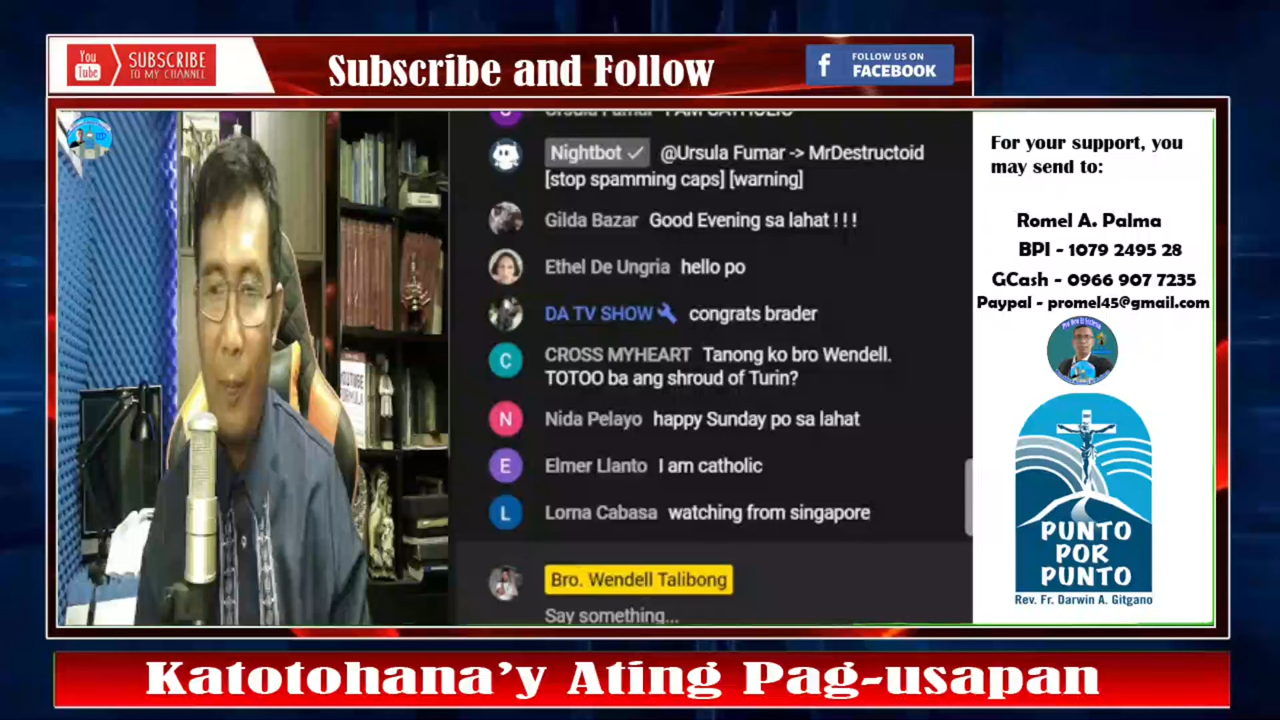 You
Tube
SUBSCRIBE
TO MY CHANNEL
Subscribe and Follow
f
FOLLOW US ON
FACEBOOK
Ursula Fumar I AM CATHOLIC
Nightbot @Ursula Fumar -> MrDestructoid
[stop spamming caps] [warning]
Gilda Bazar Good Evening sa lahat ! ! !
Ethel De Ungria hello po
DA TV SHOW congrats brader
C
CROSS MYHEART Tanong ko bro Wendell.
TOTOO ba ang shroud of Turin?
N
Nida Pelayo happy Sunday po sa lahat
E
Elmer Llanto I am catholic
L
Lorna Cabasa watching from singapore
Bro. Wendell Talibong
Say something...
For your support, you
may send to:
Romel A. Palma
BPI - 1079 2495 28
GCash - 0966 907 7235
Paypal - promel45@gmail.com
PUNTO
POR
PUNTO
Rev. Fr. Darwin A. Gitgano
Katotohana’y Ating Pag-usapan